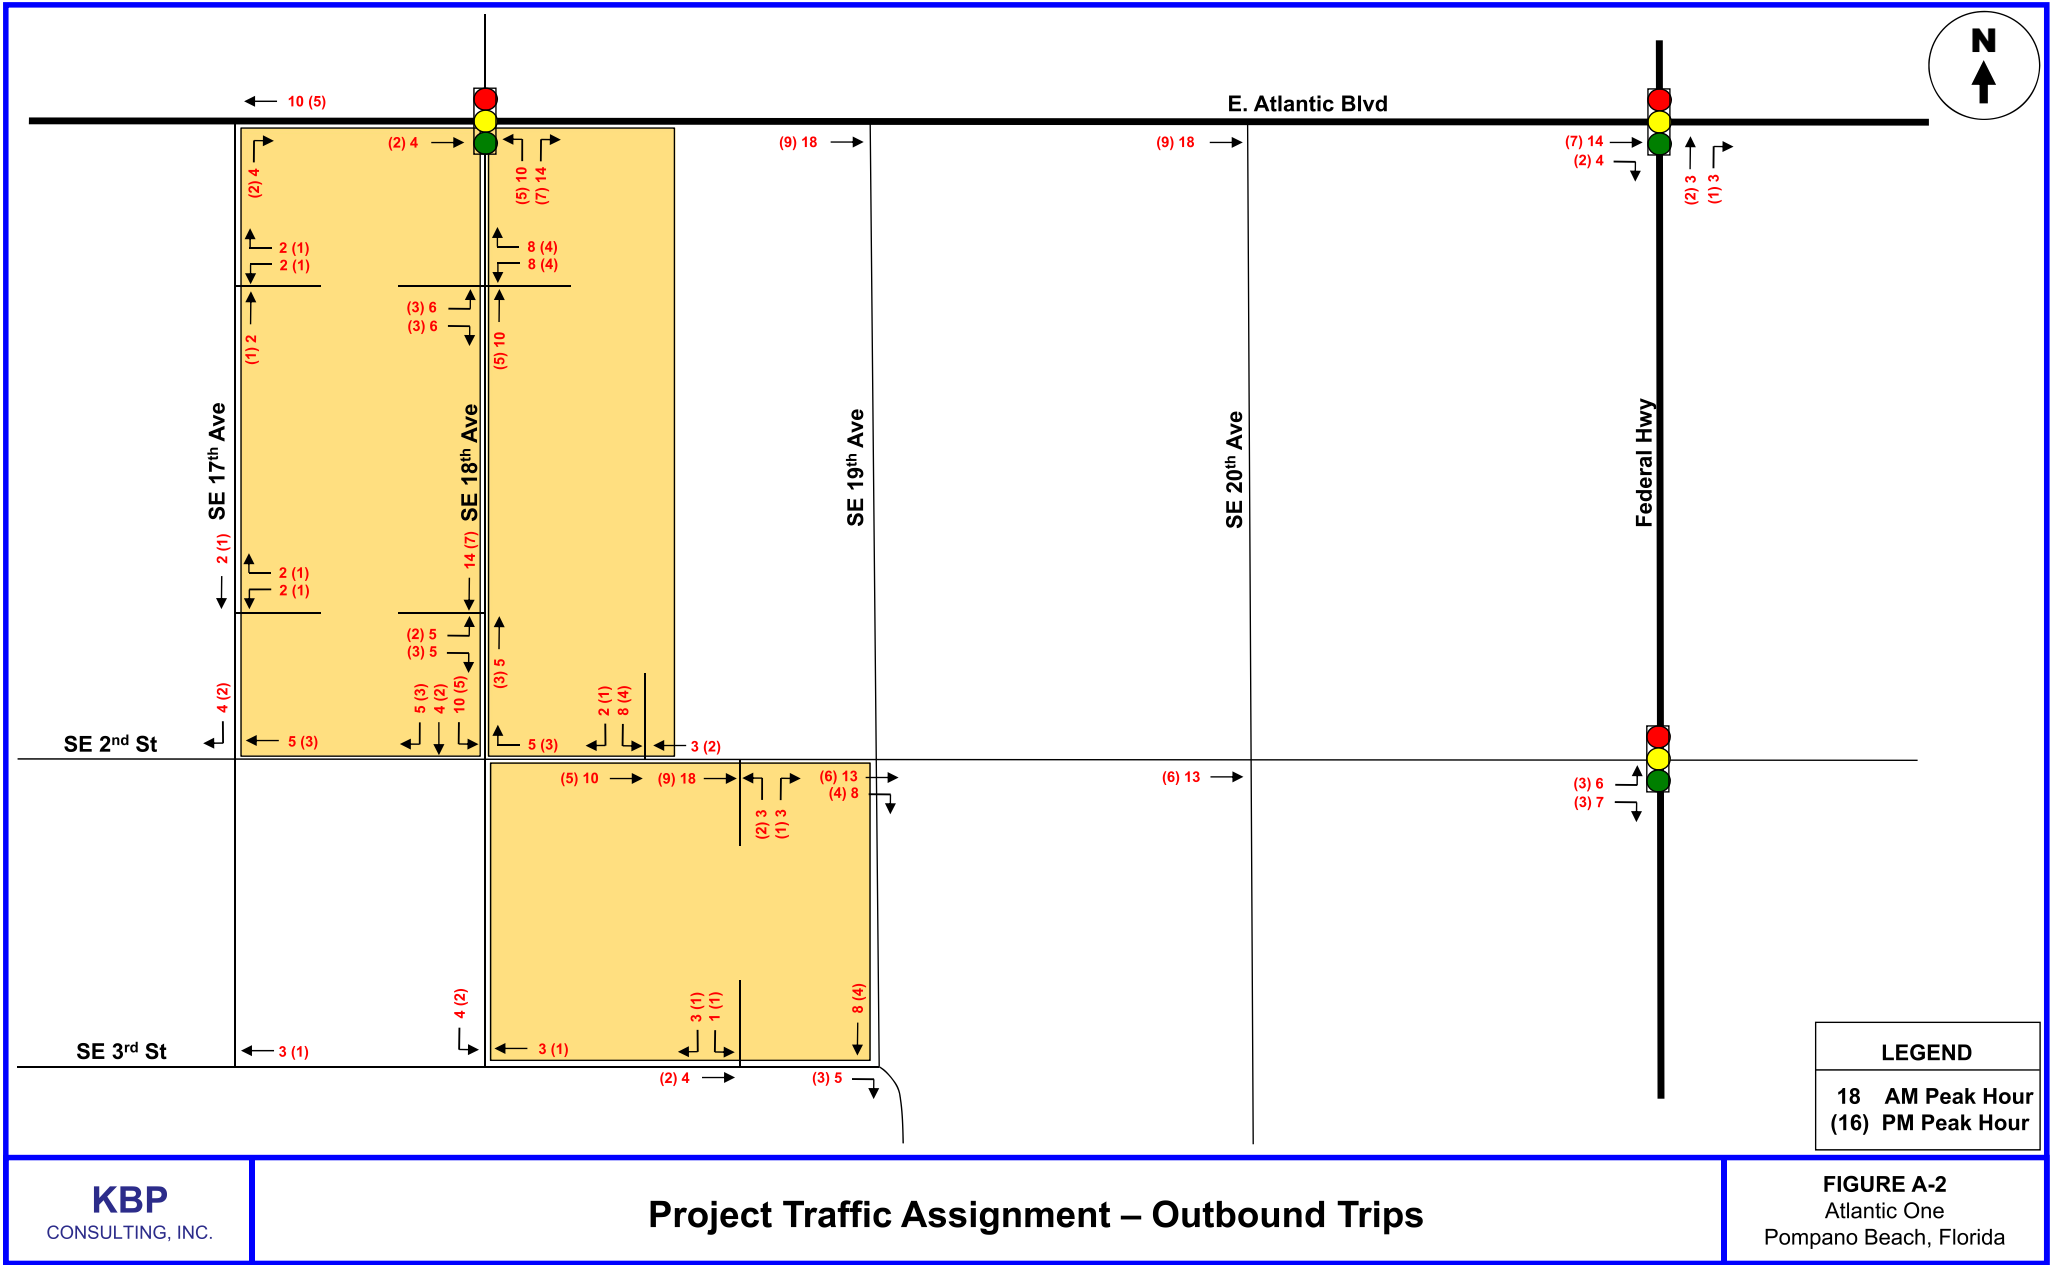 N
10 (5)
E. Atlantic Blvd
(2) 4
(5) 10
(7) 14
(9) 18
(9) 18
(7) 14
(2) 4
(2) 3
(1) 3
(2) 4
2 (1)
2 (1)
8 (4)
8 (4)
(1) 2
(3) 6
(3) 6
(5) 10
SE 17th Ave
SE 18th Ave
SE 19th Ave
SE 20th Ave
Federal Hwy
2 (1)
14 (7)
2 (1)
2 (1)
(2) 5
(3) 5
(3) 5
4 (2)
5 (3)
4 (2)
10 (5)
2 (1)
8 (4)
SE 2nd St
5 (3)
5 (3)
3 (2)
(5) 10
(9) 18
(2) 3
(1) 3
(6) 13
(4) 8
(6) 13
(3) 6
(3) 7
4 (2)
3 (1)
1 (1)
8 (4)
SE 3rd St
3 (1)
3 (1)
(2) 4
(3) 5
LEGEND
18 AM Peak Hour
(16) PM Peak Hour
KBP
CONSULTING, INC.
Project Traffic Assignment – Outbound Trips
FIGURE A-2
Atlantic One
Pompano Beach, Florida